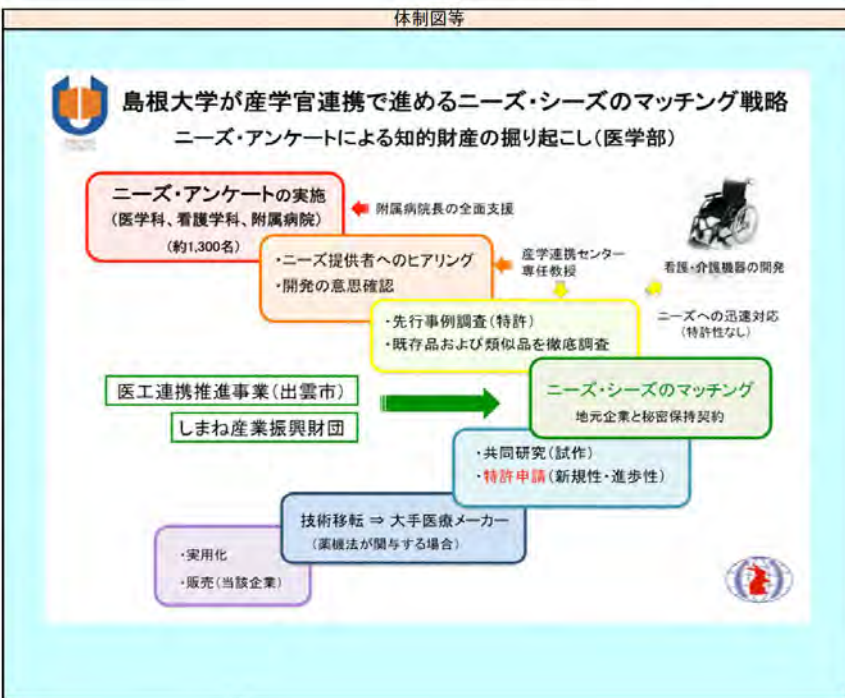 体制図等
島根大学が産学官連携で進めるニーズ・シーズのマッチング戦略
ニーズ・アンケートによる知的財産の掘り起こし(医学部)
ニーズ・アンケートの実施
(医学科、看護学科、附属病院)
(約1,300名)
附属病院長の全面支援
・ニーズ提供者へのヒアリング
・開発の意思確認
産学連携センター
専任教授
看護・介護機器の開発
・先行事例調査(特許)
・既存品および類似品を徹底調査
ニーズへの迅速対応
(特許性なし)
医工連携推進事業(出雲市)
しまね産業振興財団
ニーズ・シーズのマッチング
地元企業と秘密保持契約
・共同研究(試作)
・特許申請(新規性・進歩性)
技術移転 ⇒ 大手医療メーカー
(薬機法が関与する場合)
・実用化
・販売(当該企業)